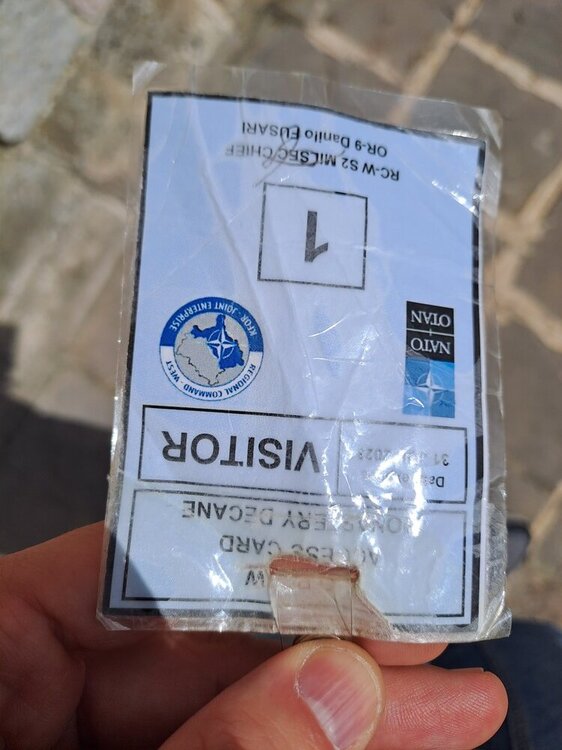 ACCESS CARD
MONASTERY DECANE
31
VISITOR
NATO
OTAN
REGIONAL COMMAND - WEST
KFOR - JOINT ENTERPRISE
1
RC-W S2 MILSEC CHIEF
OR-9 Danilo EUSARI